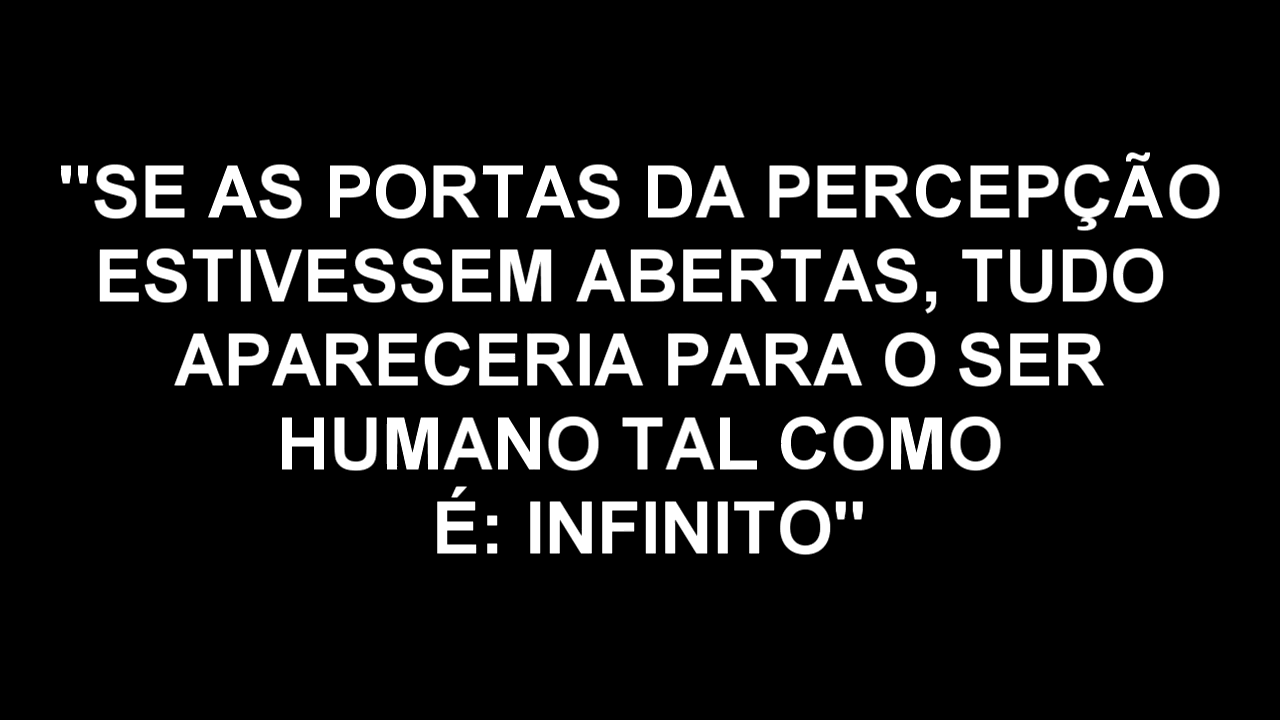 "SE AS PORTAS DA PERCEPÇÃO
ESTIVESSEM ABERTAS, TUDO
APARECERIA PARA O SER
HUMANO TAL COMO
É: INFINITO"